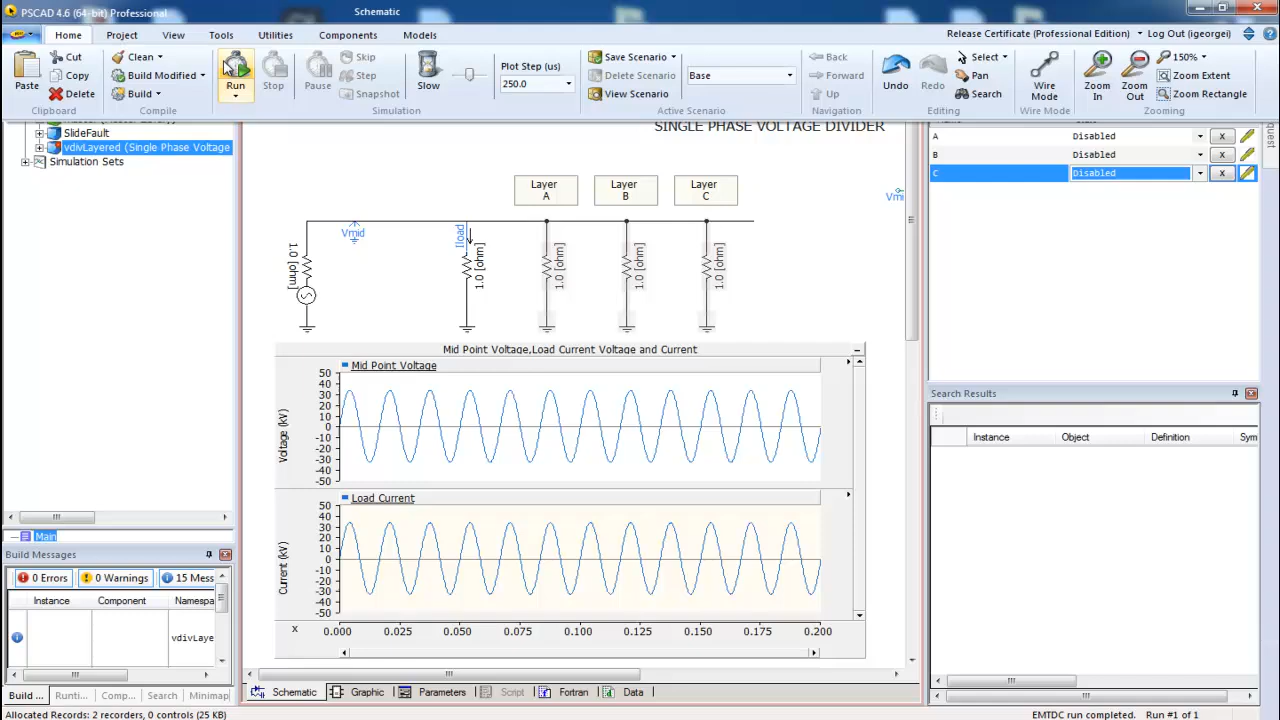 PSCAD 4.6 (64-bit) Professional
Schematic
Home Project View Tools Utilities Components Models
Release Certificate (Professional Edition) Log Out (igeorgei)
Paste
Cut
Copy
Delete
Clipboard
Clean
Build Modified
Build
Compile
Run
Stop
Pause
Skip
Step
Snapshot
Slow
Plot Step (us)
250.0
Simulation
Save Scenario
Delete Scenario
View Scenario
Base
Active Scenario
Back
Forward
Up
Navigation
Undo
Redo
Select
Pan
Search
Editing
Wire
Mode
Wire Mode
Zoom
In
Zoom
Out
150%
Zoom Extent
Zoom Rectangle
Zooming
SlideFault
vdivLayered (Single Phase Voltage
Simulation Sets
Main
Build Messages
0 Errors 0 Warnings 15 Mess
Instance Component Namespa
vdivLaye
Build ... Runti... Comp... Search Minimap
SINGLE PHASE VOLTAGE DIVIDER
Layer
A
Layer
B
Layer
C
Vmid
Vmi
Iload
1.0 [ohm]
1.0 [ohm]
1.0 [ohm]
1.0 [ohm]
1.0 [ohm]
Mid Point Voltage,Load Current Voltage and Current
Mid Point Voltage
Voltage (kV)
50
40
30
20
10
0
-10
-20
-30
-40
-50
Load Current
Current (kV)
50
40
30
20
10
0
-10
-20
-30
-40
-50
x 0.000 0.025 0.050 0.075 0.100 0.125 0.150 0.175 0.200
Schematic Graphic Parameters Script Fortran Data
A Disabled x
B Disabled x
C Disabled x
quest
Search Results
Instance Object Definition Sym
Allocated Records: 2 recorders, 0 controls (25 KB)
EMTDC run completed. Run #1 of 1